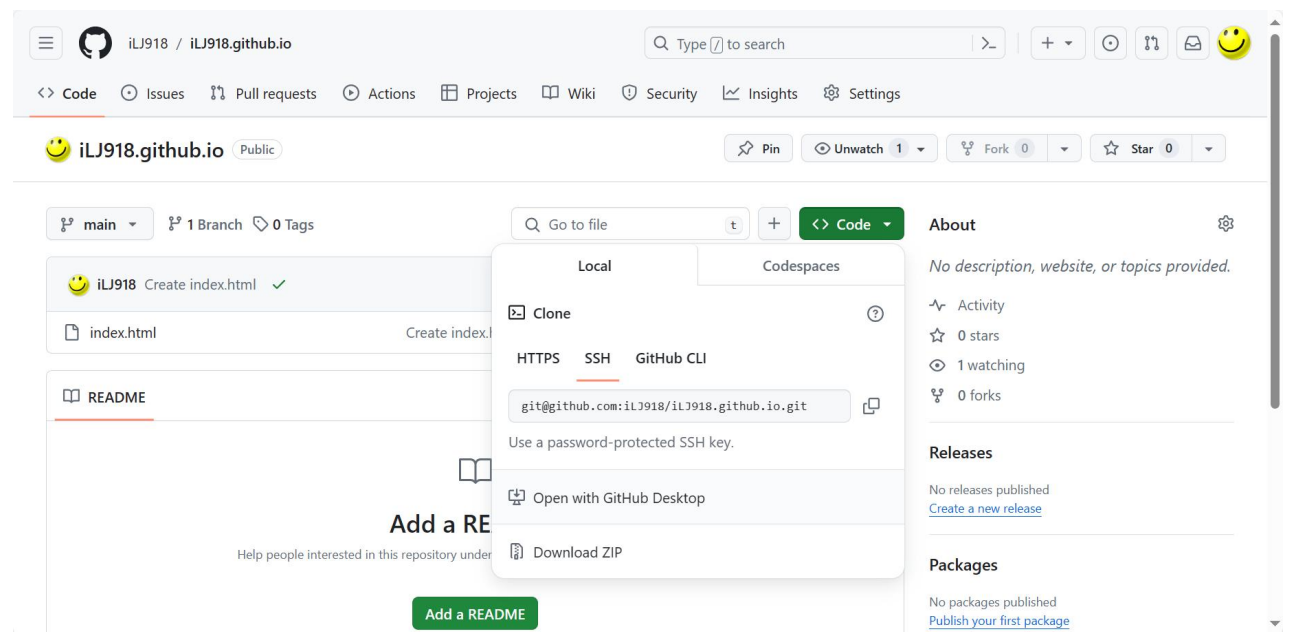 iLJ918 / iLJ918.github.io
Type / to search
Code Issues Pull requests Actions Projects Wiki Security Insights Settings
iLJ918.github.io Public
Pin Unwatch 1 Fork 0 Star 0
main 1 Branch 0 Tags
Go to file t
Code
iLJ918 Create index.html
index.html Create index.
README
Add a RE
Help people interested in this repository under
Add a README
Local Codespaces
Clone
HTTPS SSH GitHub CLI
git@github.com:iLJ918/iLJ918.github.io.git
Use a password-protected SSH key.
Open with GitHub Desktop
Download ZIP
About
No description, website, or topics provided.
Activity
0 stars
1 watching
0 forks
Releases
No releases published
Create a new release
Packages
No packages published
Publish your first package